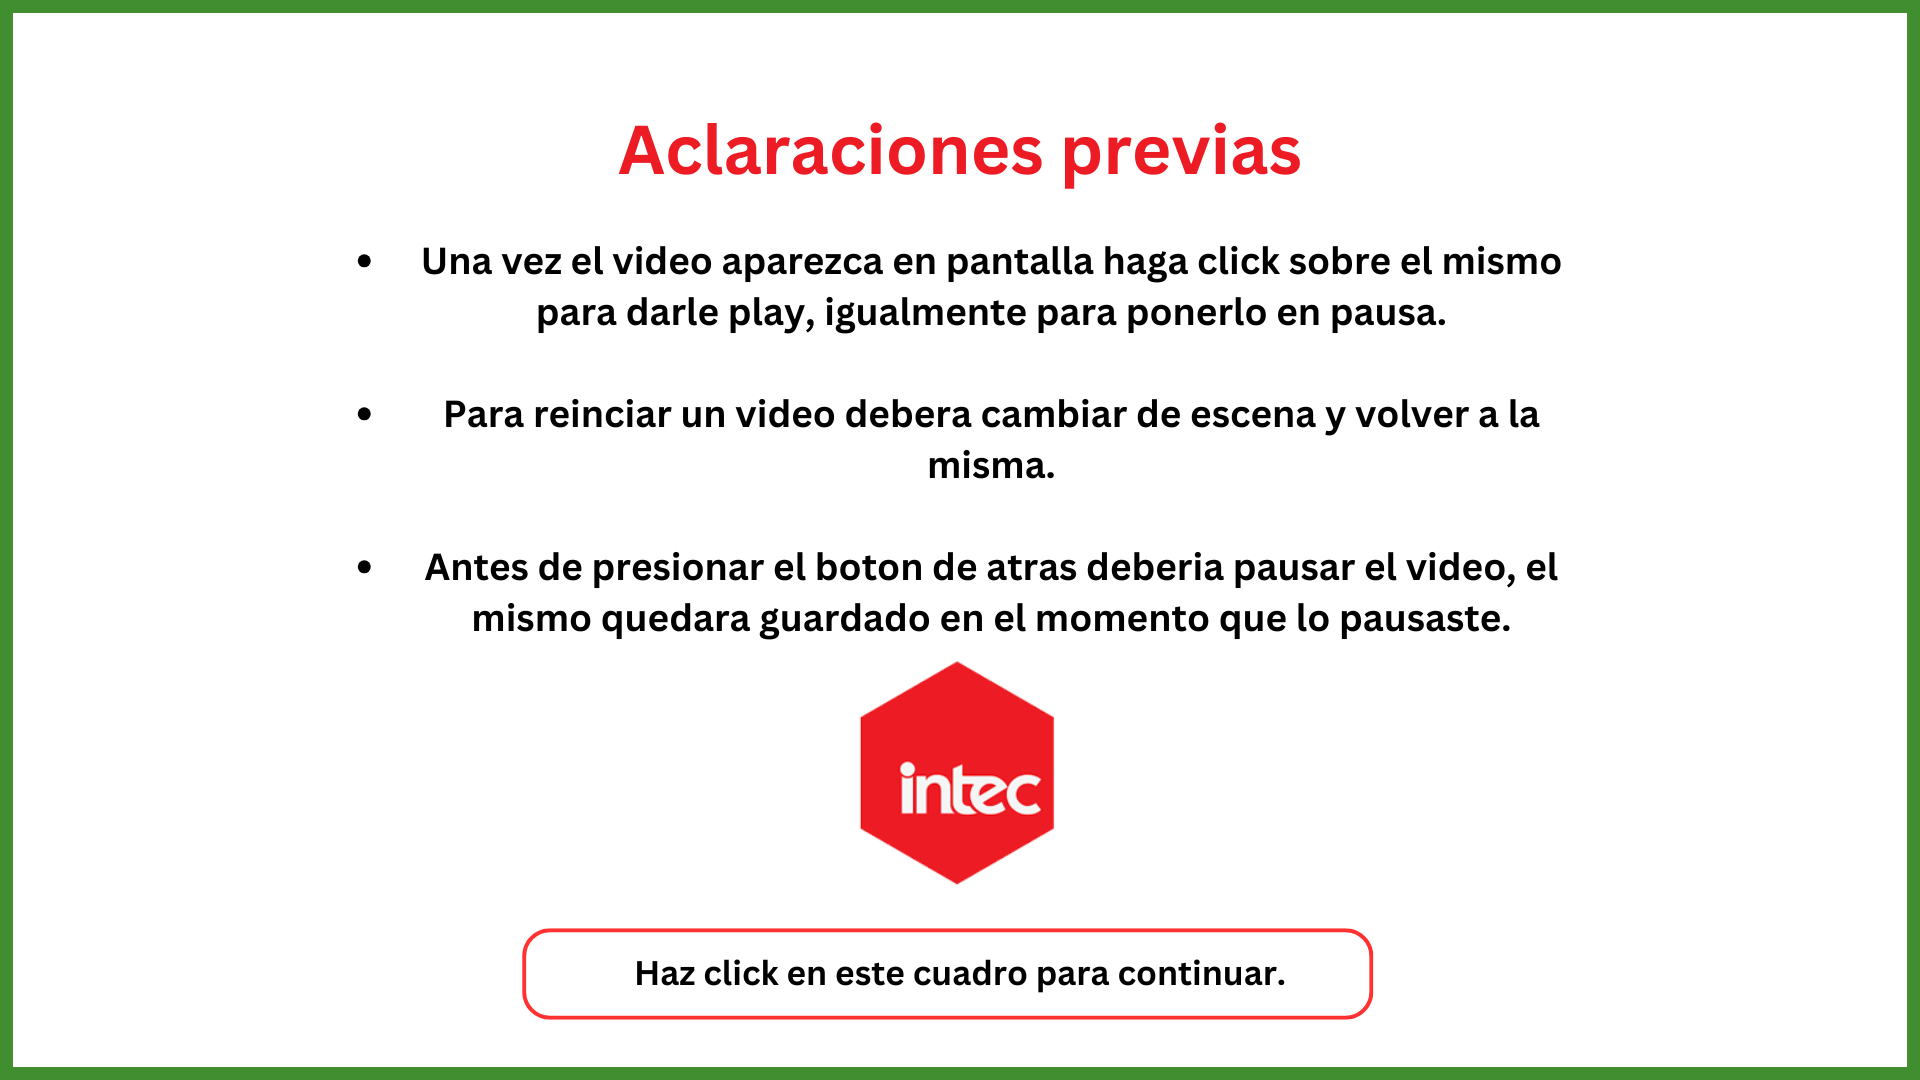 Aclaraciones previas
• Una vez el video aparezca en pantalla haga click sobre el mismo
para darle play, igualmente para ponerlo en pausa.
• Para reinciar un video debera cambiar de escena y volver a la
misma.
• Antes de presionar el boton de atras deberia pausar el video, el
mismo quedara guardado en el momento que lo pausaste.
intec
Haz click en este cuadro para continuar.